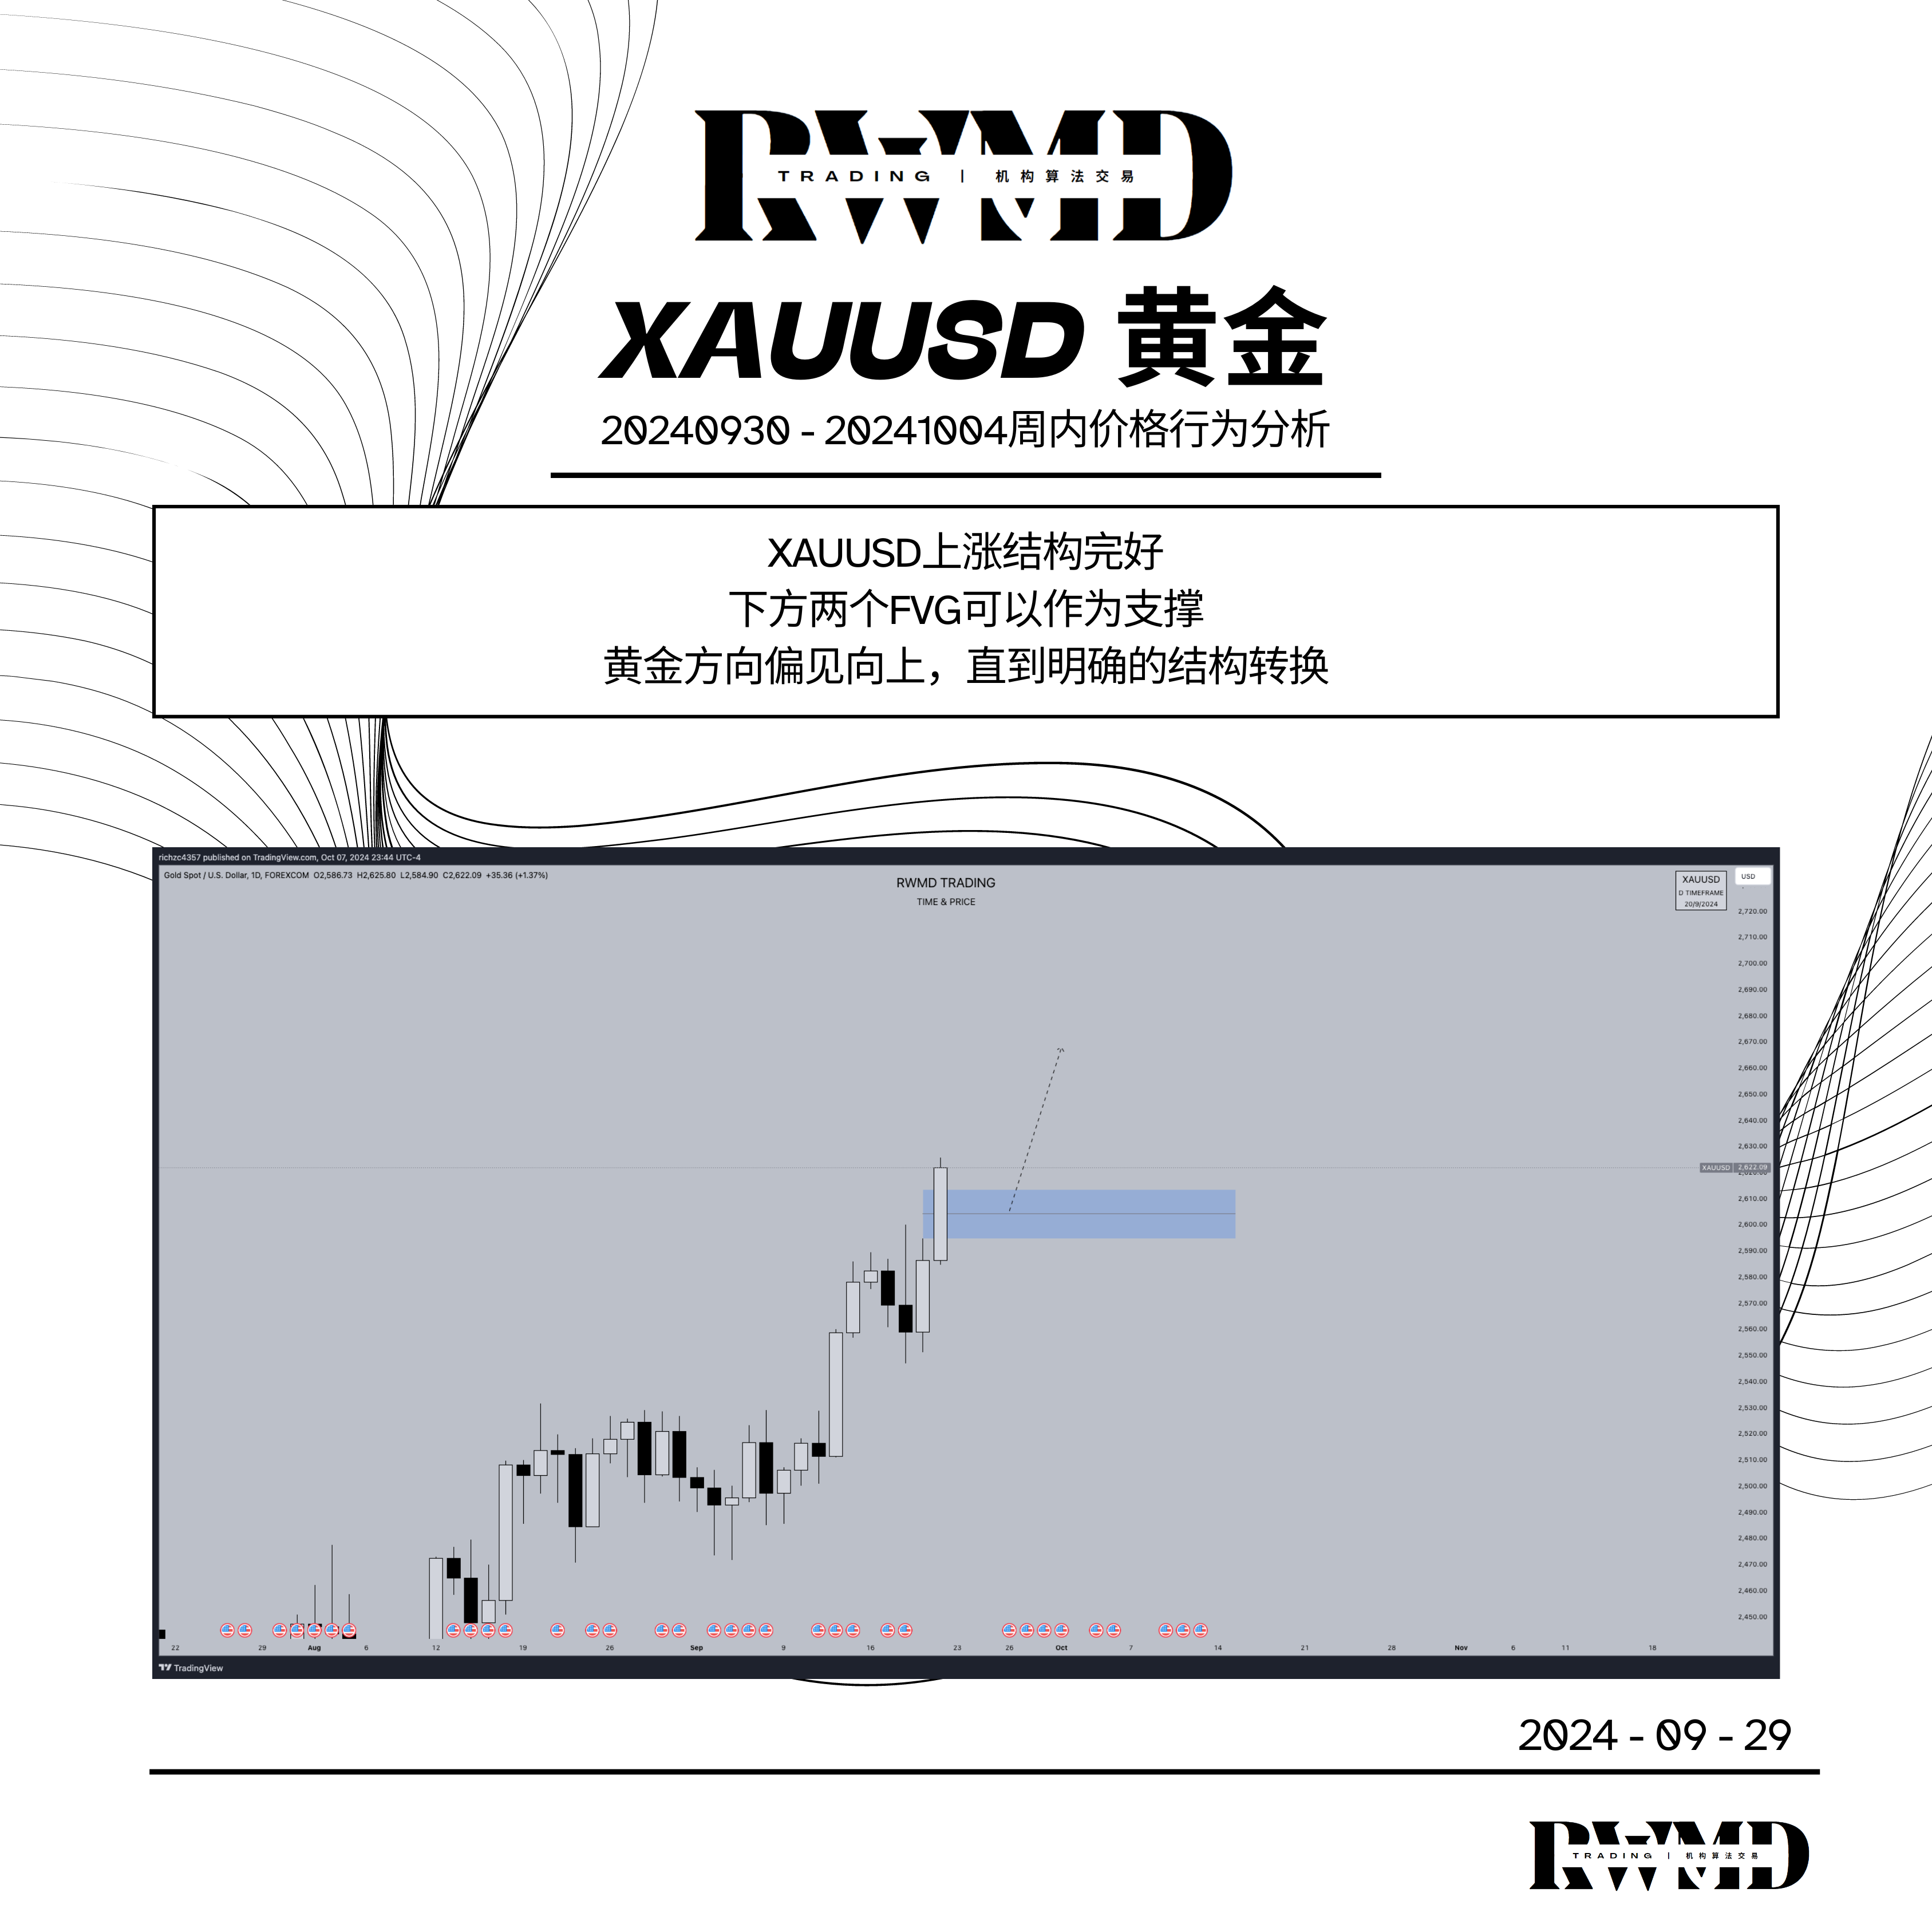 RWMD
TRADING | 机构算法交易
XAUUSD 黄金
20240930 - 20241004周内价格行为分析
XAUUSD上涨结构完好
下方两个FVG可以作为支撑
黄金方向偏见向上，直到明确的结构转换
richzc4357 published on TradingView.com, Oct 07, 2024 23:44 UTC-4
Gold Spot / U.S. Dollar, 1D, FOREXCOM O2,586.73 H2,625.80 L2,584.90 C2,622.09 +35.36 (+1.37%)
RWMD TRADING
TIME & PRICE
XAUUSD
D TIMEFRAME
20/9/2024
USD
2,720.00
2,710.00
2,700.00
2,690.00
2,680.00
2,670.00
2,660.00
2,650.00
2,640.00
2,630.00
XAUUSD 2,622.09
2,610.00
2,600.00
2,590.00
2,580.00
2,570.00
2,560.00
2,550.00
2,540.00
2,530.00
2,520.00
2,510.00
2,500.00
2,490.00
2,480.00
2,470.00
2,460.00
2,450.00
22 29 Aug 6 12 19 26 Sep 9 16 23 26 Oct 7 14 21 28 Nov 6 11 18
TradingView
2024 - 09 - 29
RWMD
TRADING | 机构算法交易